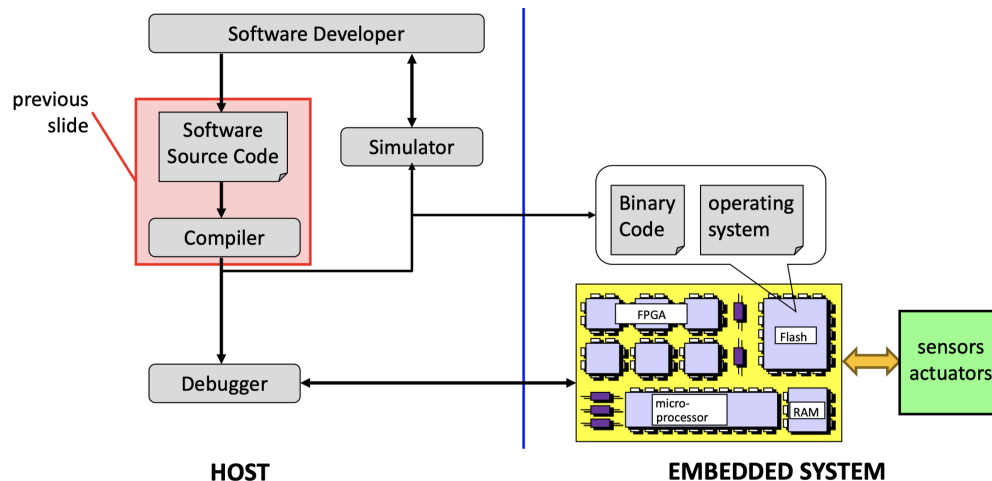 Software Developer
previous
slide
Software
Source Code
Simulator
Compiler
Binary
Code
operating
system
FPGA
Flash
sensors
actuators
Debugger
micro-
processor
RAM
HOST
EMBEDDED SYSTEM